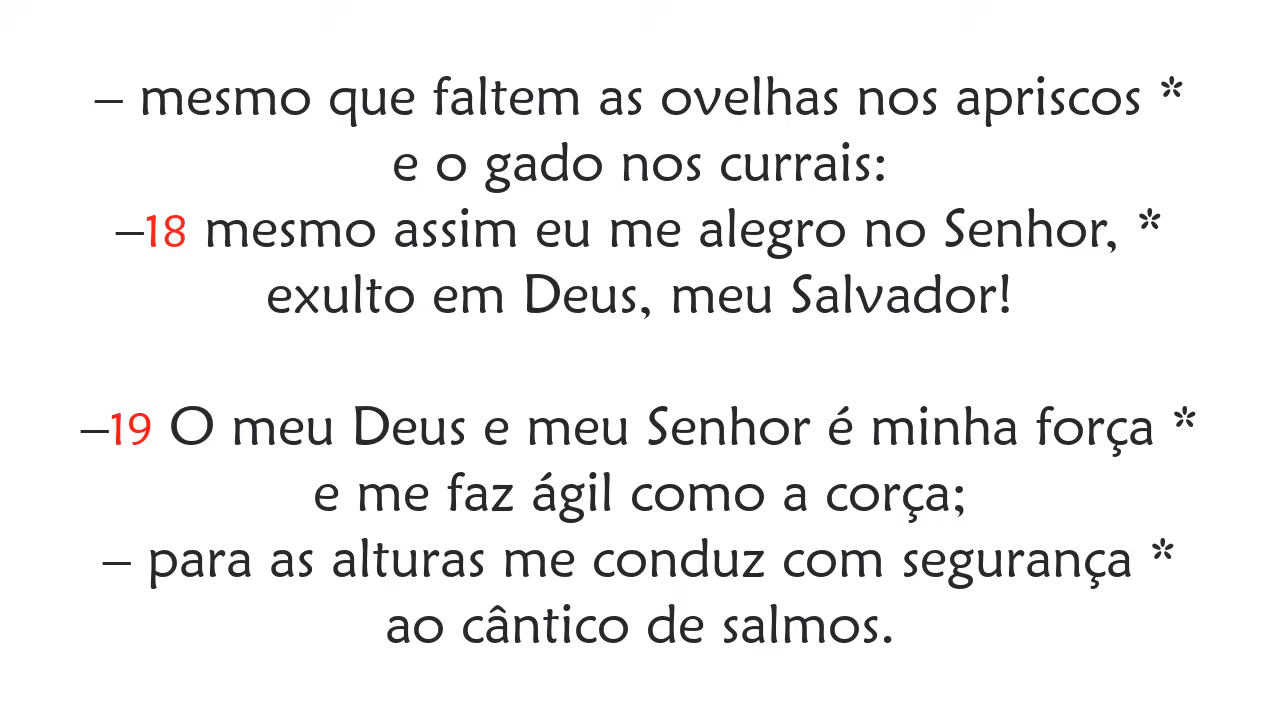 – mesmo que faltem as ovelhas nos apriscos *
e o gado nos currais:
–18 mesmo assim eu me alegro no Senhor, *
exulto em Deus, meu Salvador!
–19 O meu Deus e meu Senhor é minha força *
e me faz ágil como a corça;
– para as alturas me conduz com segurança *
ao cântico de salmos.